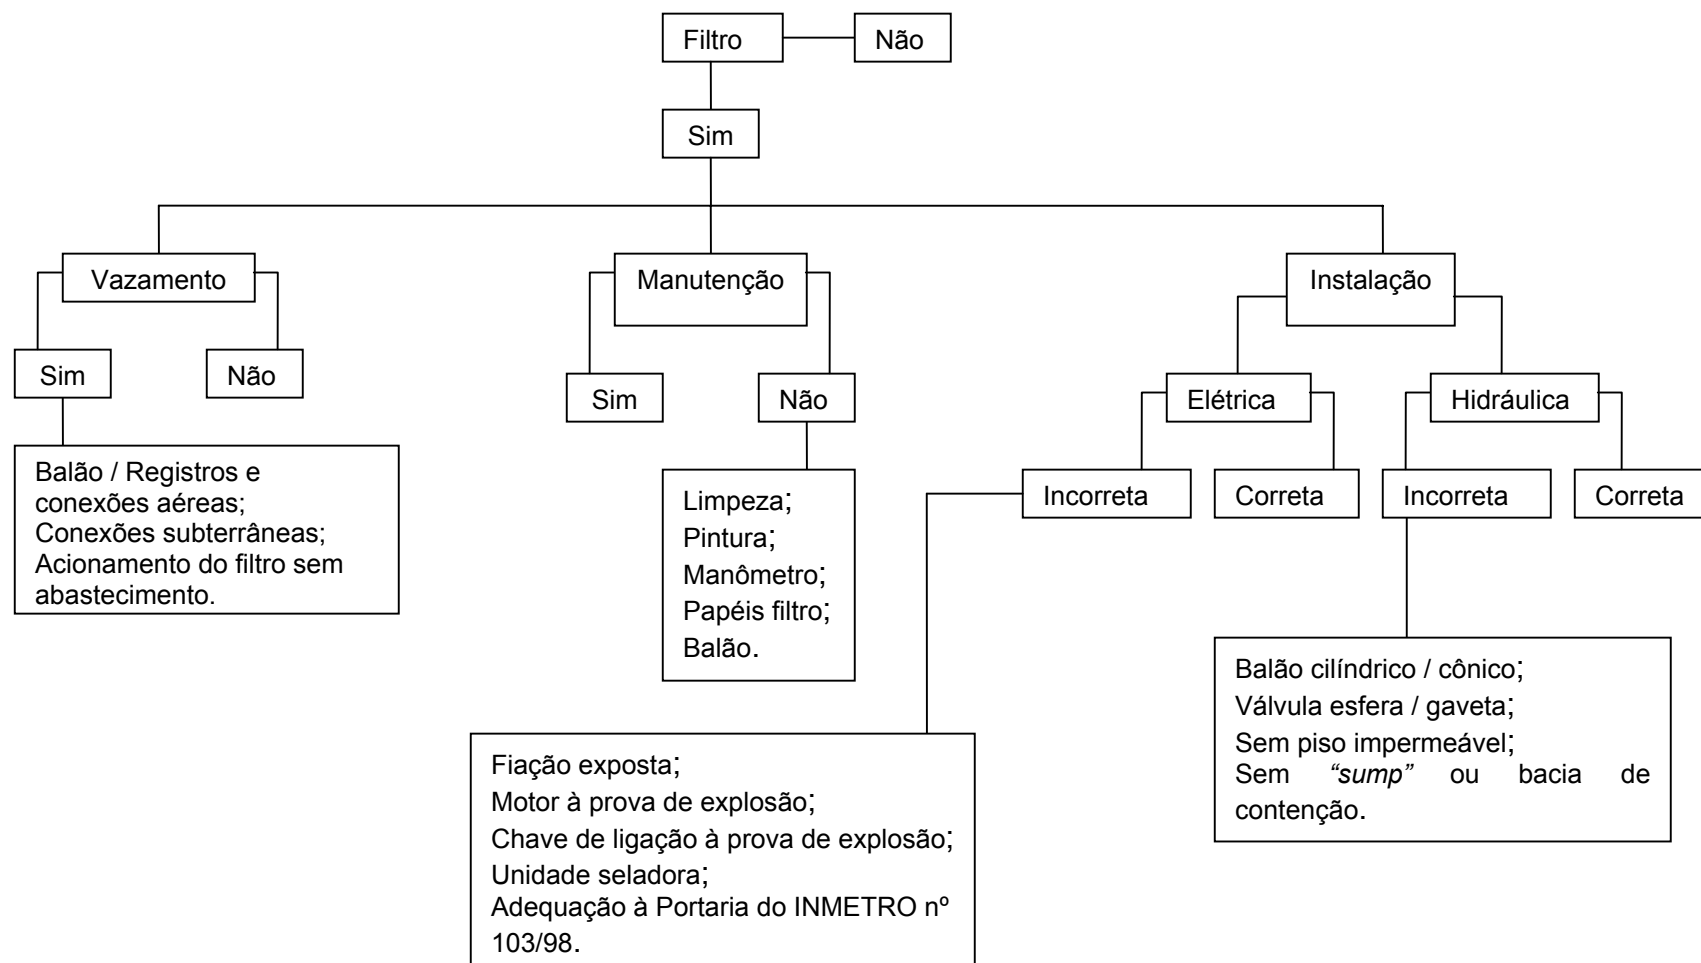 Filtro
Não
Sim
Vazamento
Manutenção
Instalação
Sim
Não
Sim
Não
Elétrica
Hidráulica
Balão / Registros e
conexões aéreas;
Conexões subterrâneas;
Acionamento do filtro sem
abastecimento.
Limpeza;
Pintura;
Manômetro;
Papéis filtro;
Balão.
Incorreta
Correta
Incorreta
Correta
Fiação exposta;
Motor à prova de explosão;
Chave de ligação à prova de explosão;
Unidade seladora;
Adequação à Portaria do INMETRO nº
103/98.
Balão cilíndrico / cônico;
Válvula esfera / gaveta;
Sem piso impermeável;
Sem “sump” ou bacia de
contenção.